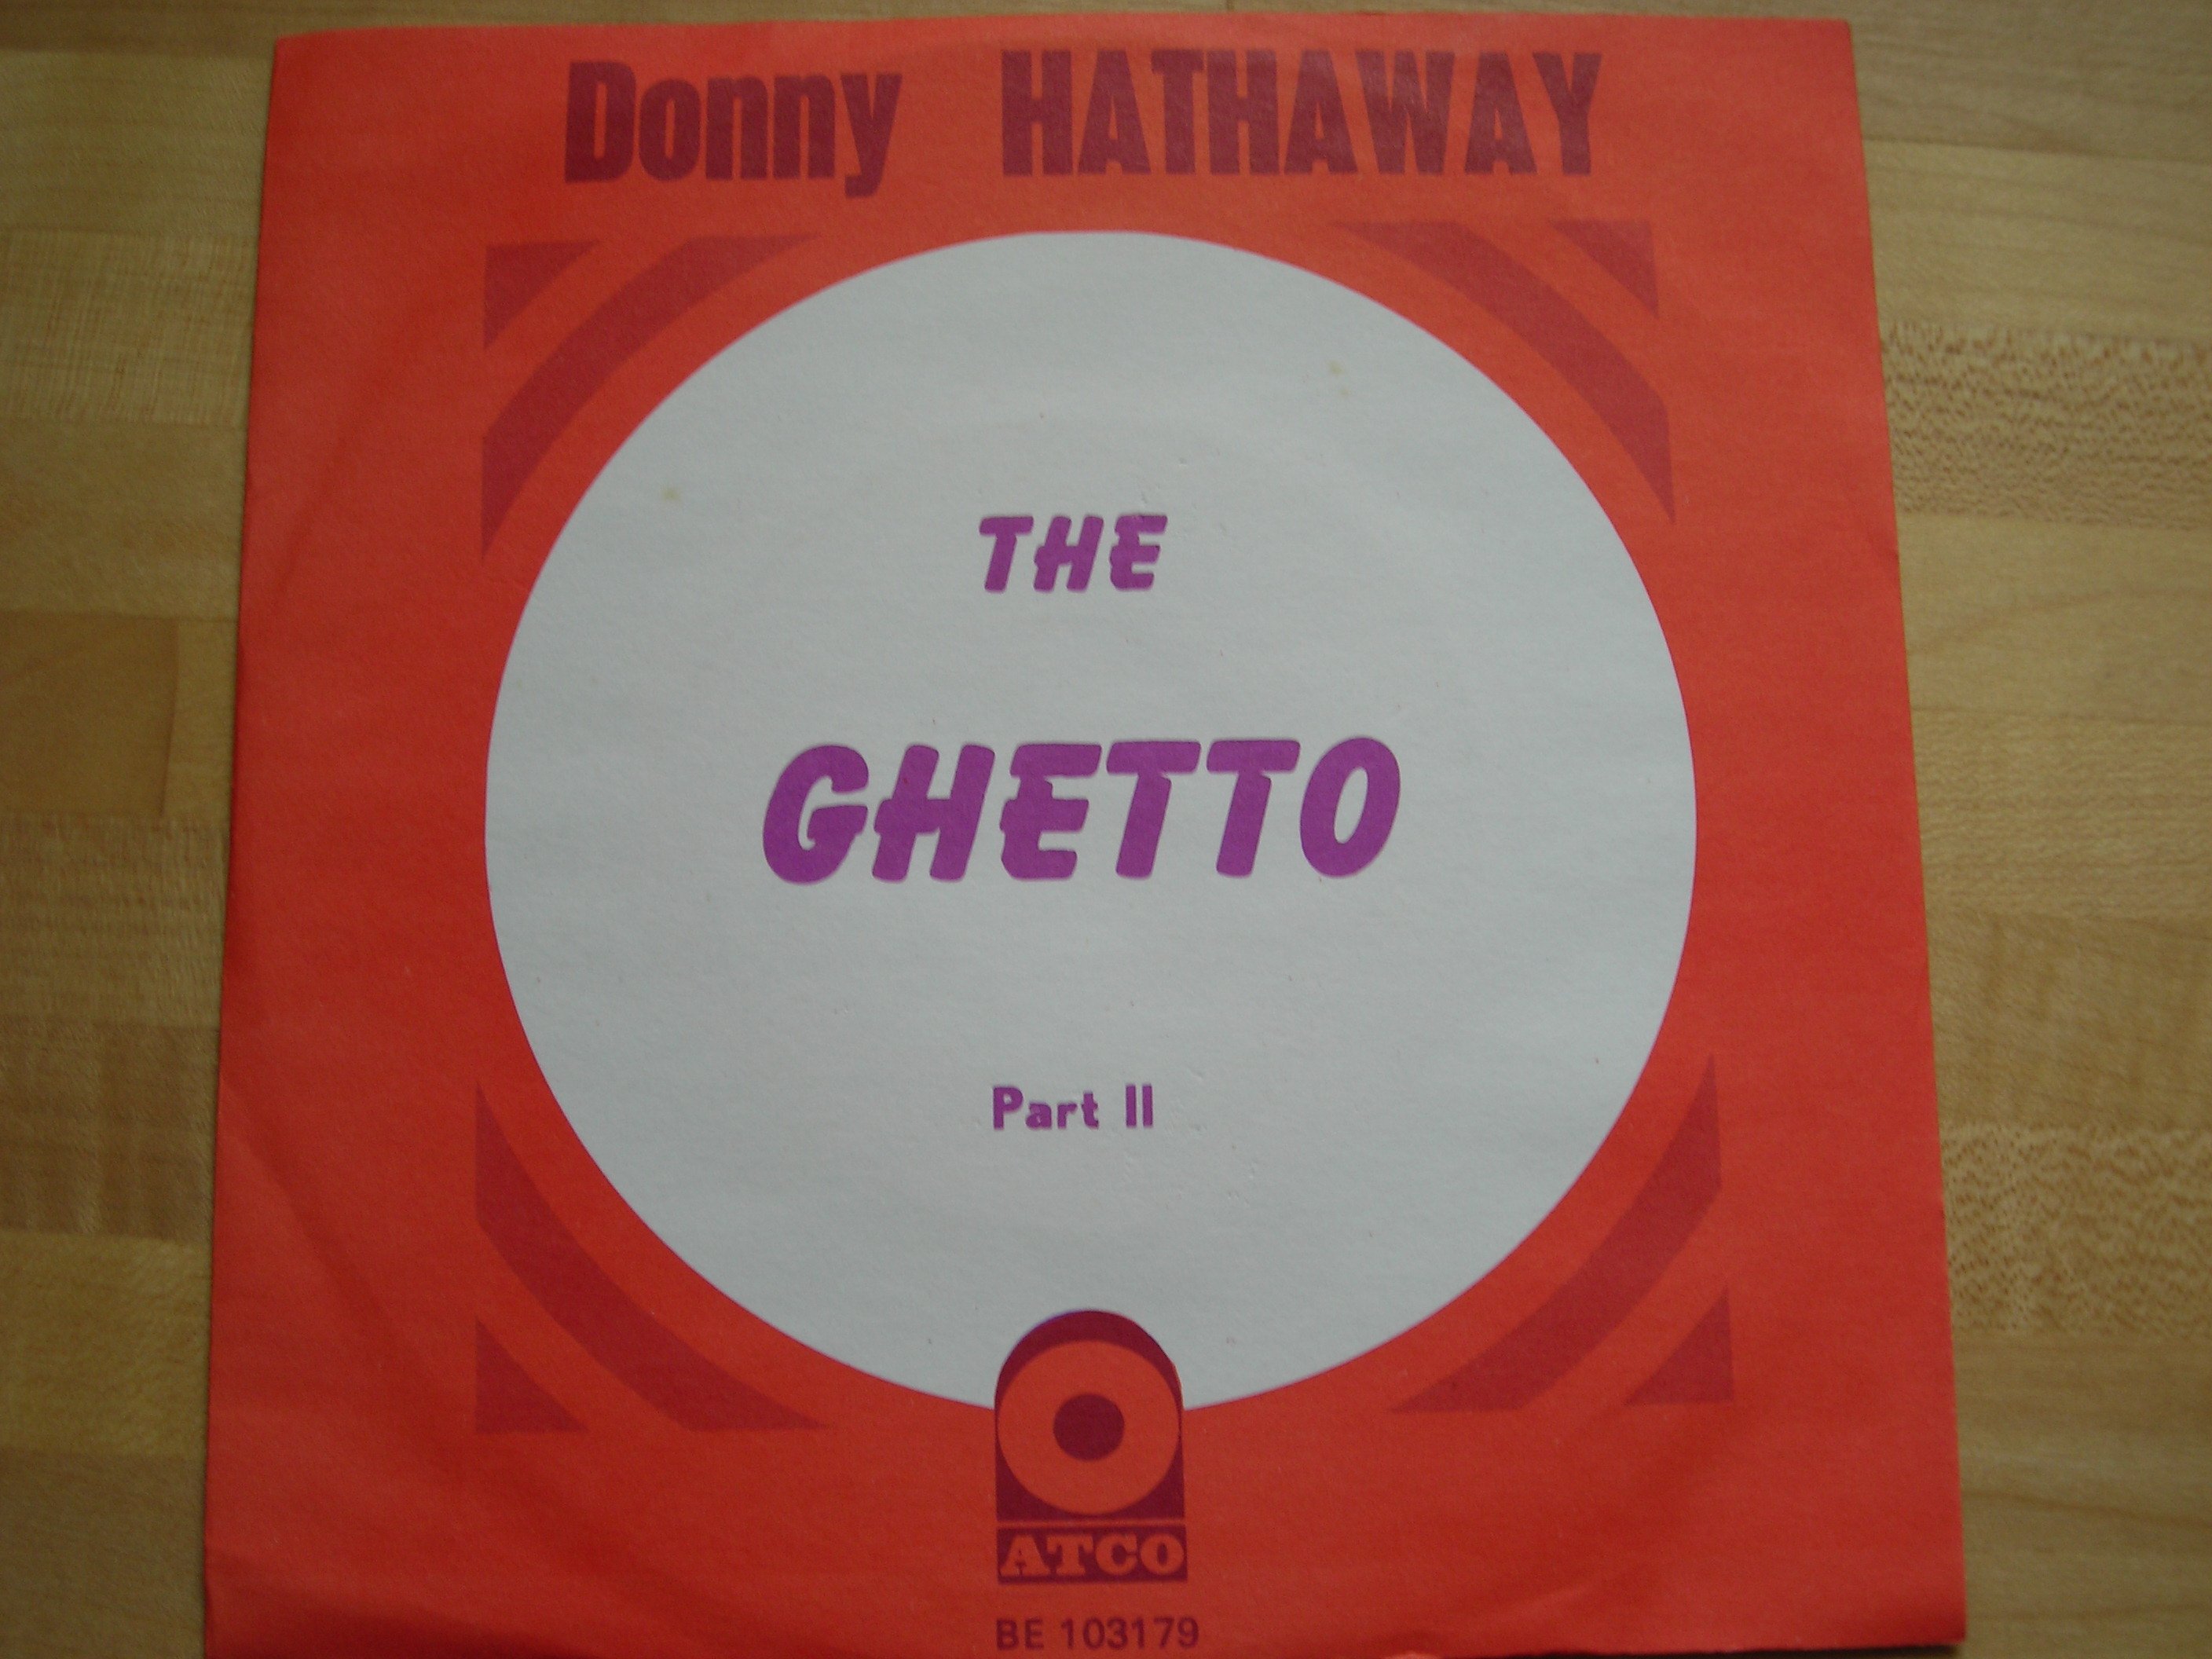 Donny HATHAWAY
THE
GHETTO
Part II
ATCO
BE 103179